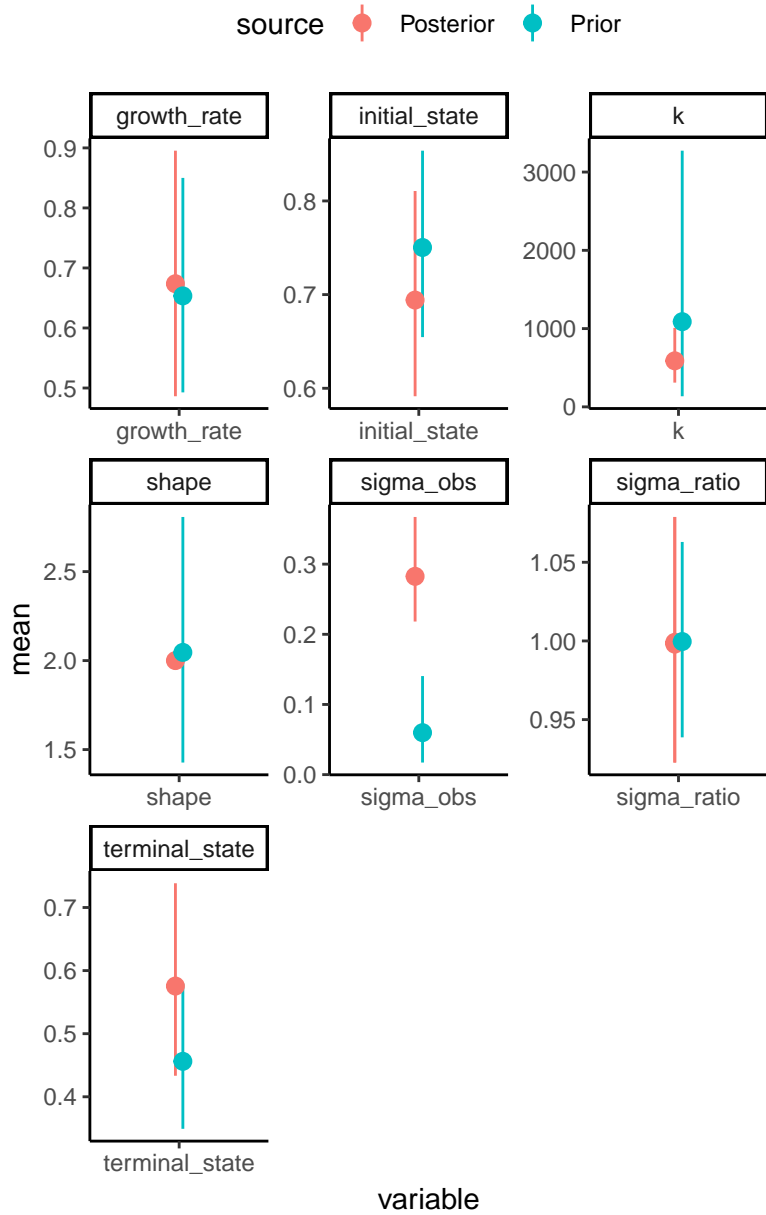 source Posterior Prior
growth_rate initial_state k
0.9
0.8
0.7
0.6
0.5
0.8
0.7
0.6
3000
2000
1000
0
growth_rate initial_state k
shape sigma_obs sigma_ratio
2.5
2.0
1.5
0.3
0.2
0.1
0.0
1.05
1.00
0.95
shape sigma_obs sigma_ratio
mean
terminal_state
0.7
0.6
0.5
0.4
terminal_state
variable